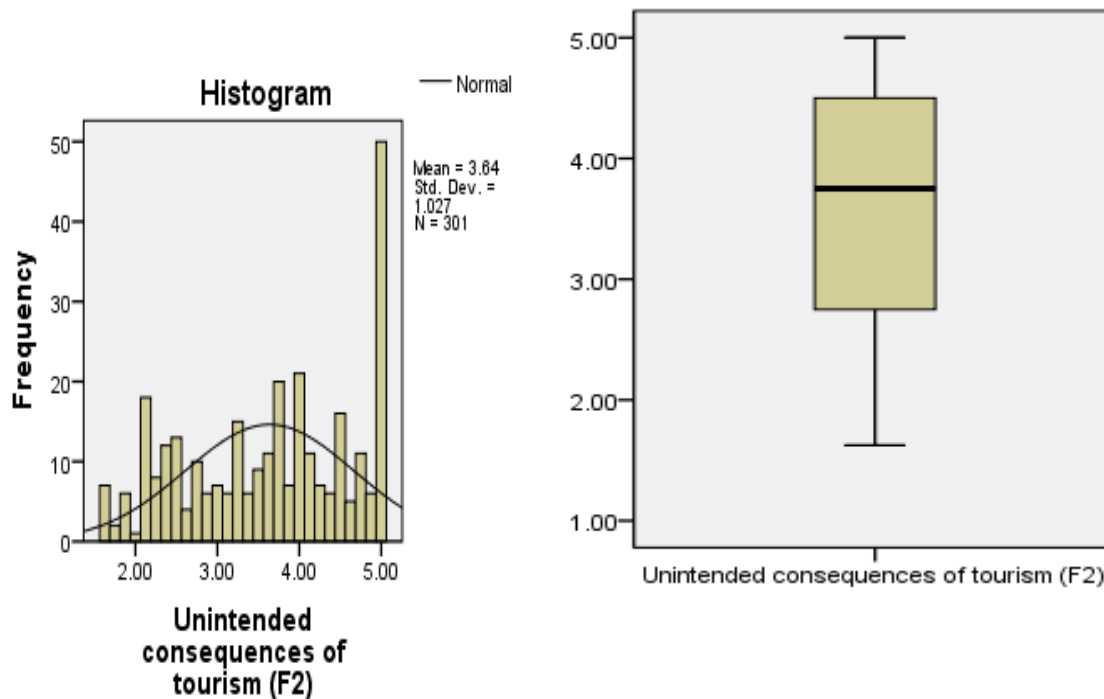 Histogram
Normal
Mean = 3.64
Std. Dev. =
1.027
N = 301
Frequency
50
40
30
20
10
0
2.00
3.00
4.00
5.00
Unintended
consequences of
tourism (F2)
5.00
4.00
3.00
2.00
1.00
Unintended consequences of tourism (F2)